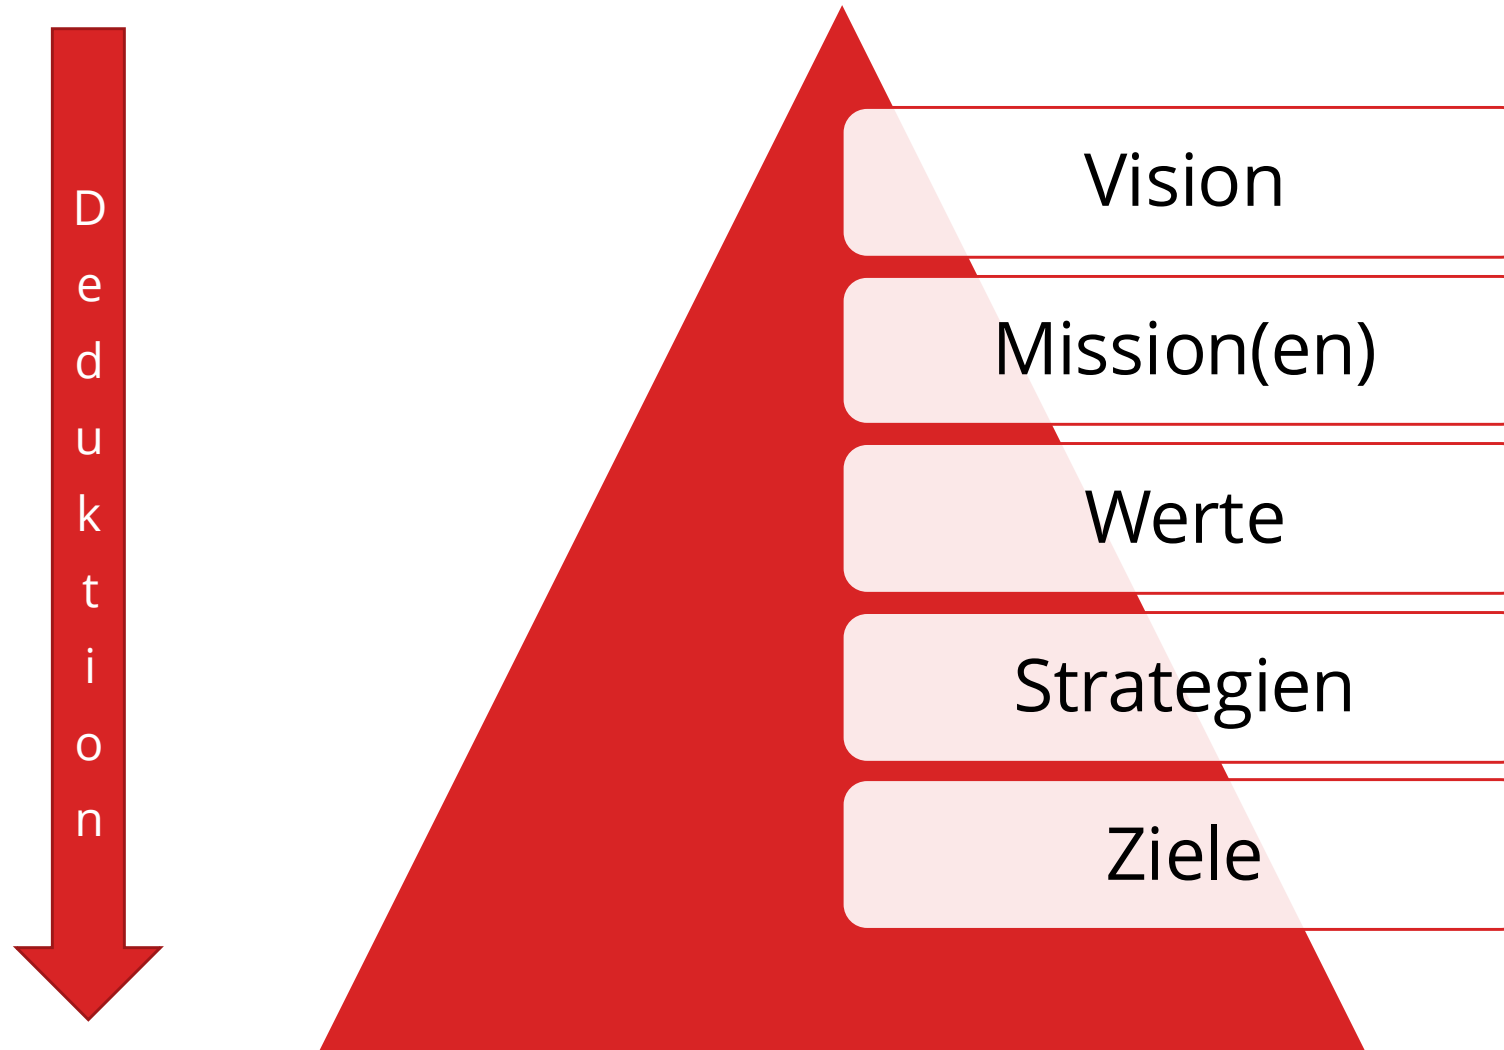 Deduktion
Vision
Mission(en)
Werte
Strategien
Ziele